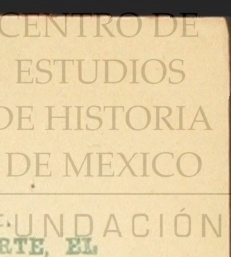 CENTRO DE
ESTUDIOS
DE HISTORIA
DE MEXICO
FUNDACIÓN
RTE, EL